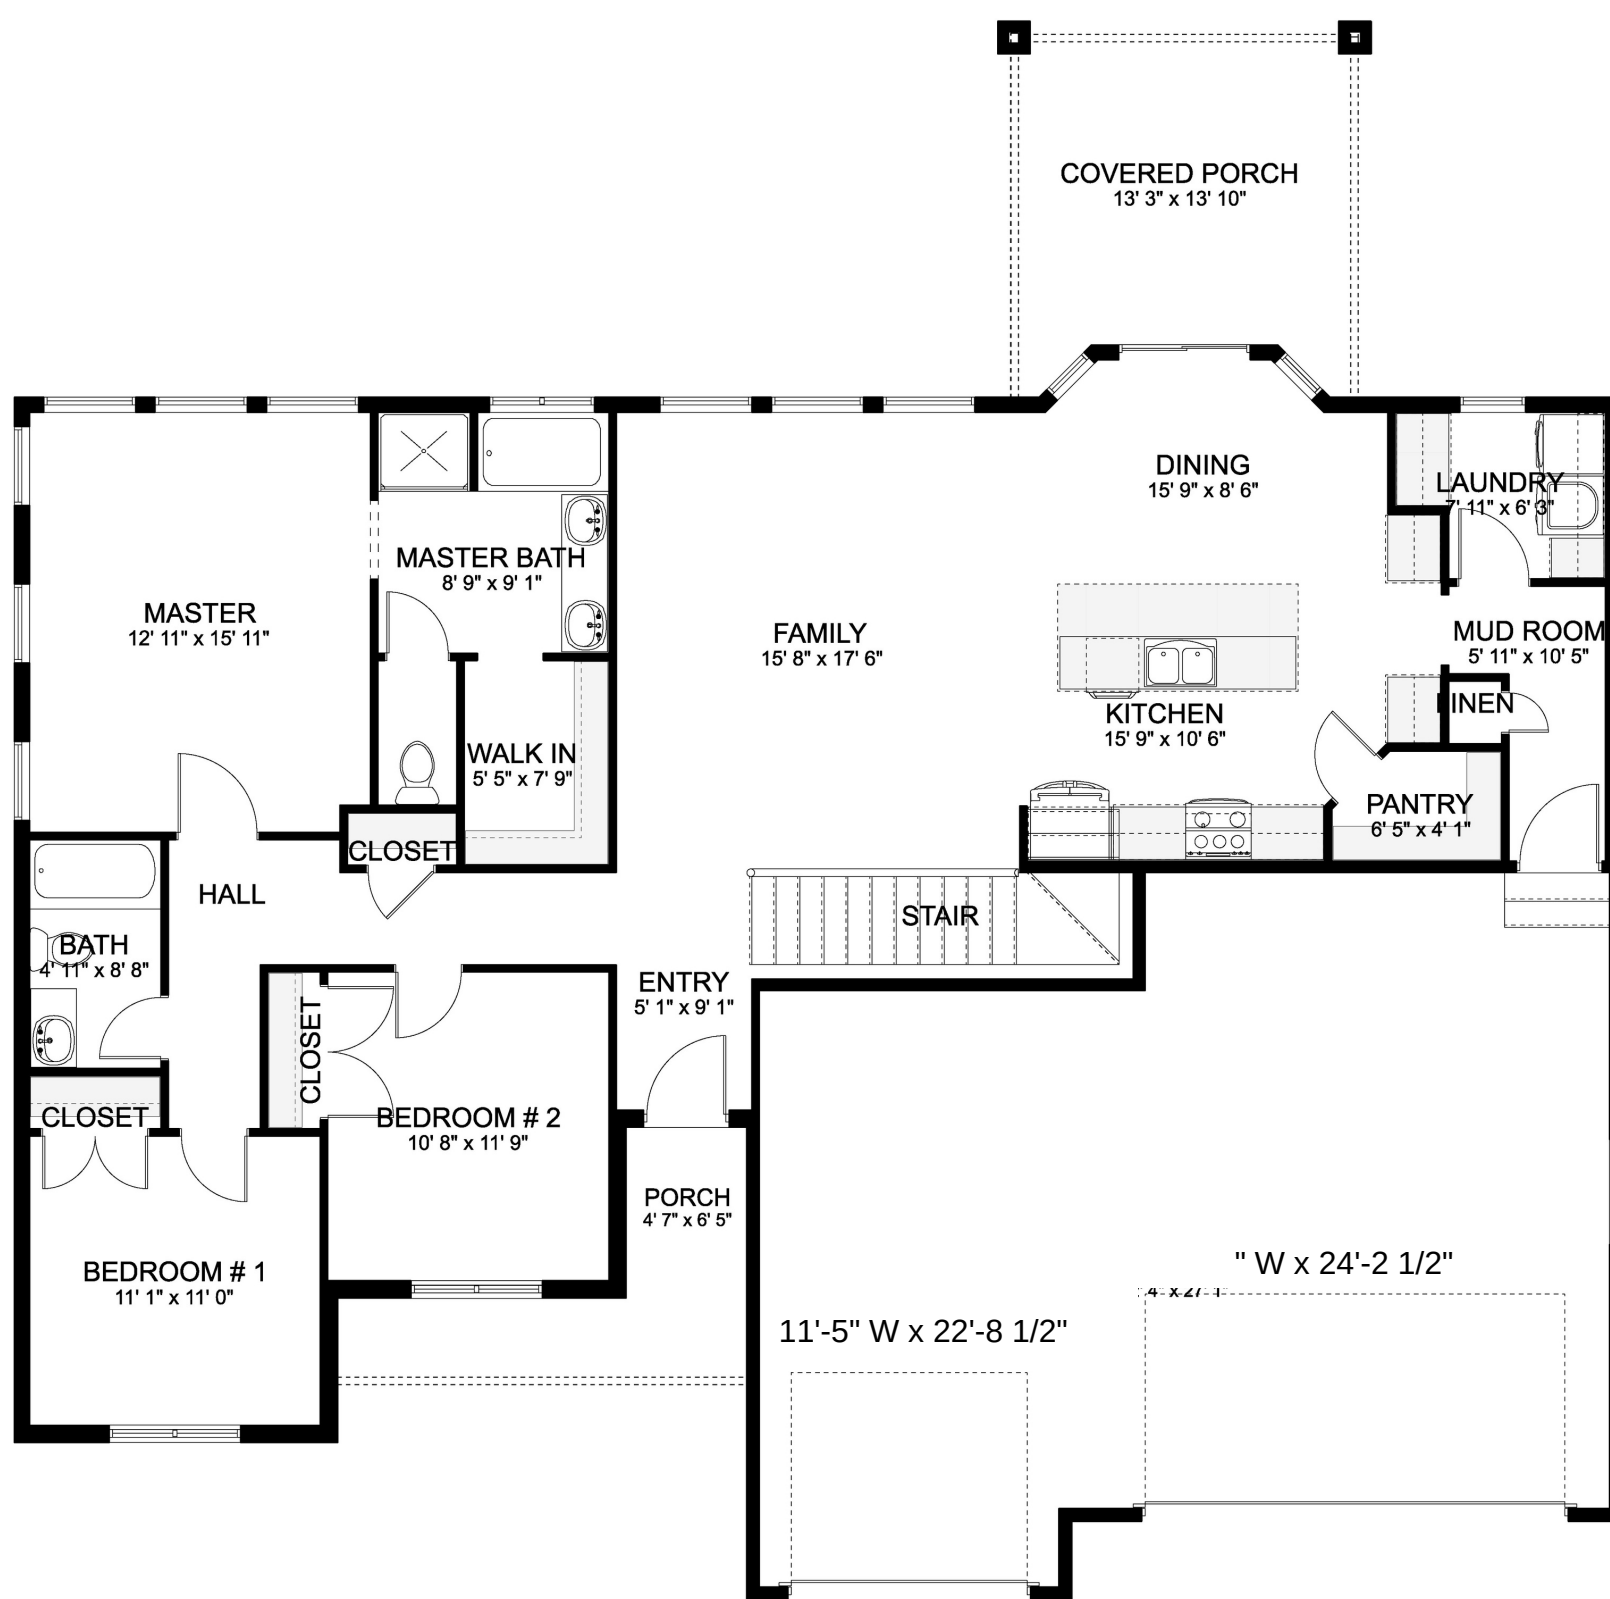 COVERED PORCH
13' 3" x 13' 10"
DINING
15' 9" x 8' 6"
LAUNDRY
7' 11" x 6' 3"
MASTER BATH
8' 9" x 9' 1"
MASTER
12' 11" x 15' 11"
FAMILY
15' 8" x 17' 6"
MUD ROOM
5' 11" x 10' 5"
KITCHEN
15' 9" x 10' 6"
WALK IN
5' 5" x 7' 9"
PANTRY
6' 5" x 4' 1"
CLOSET
HALL
STAIR
BATH
4' 11" x 8' 8"
ENTRY
5' 1" x 9' 1"
CLOSET
CLOSET
BEDROOM # 2
10' 8" x 11' 9"
PORCH
4' 7" x 6' 5"
BEDROOM # 1
11' 1" x 11' 0"
" W x 24'-2 1/2"
11'-5" W x 22'-8 1/2"